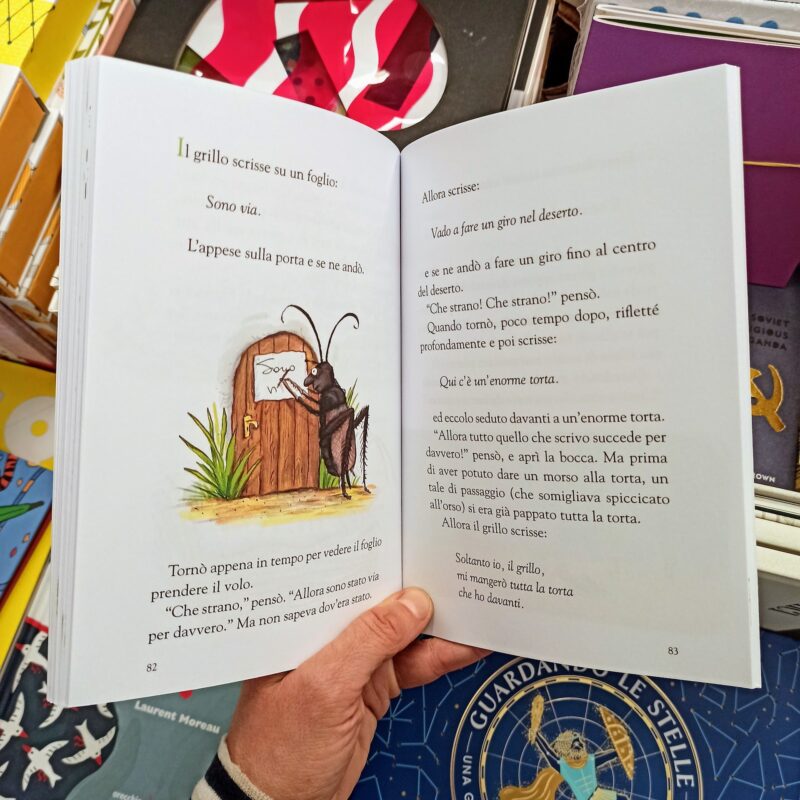 Il grillo scrisse su un foglio:
Sono via.
L'appese sulla porta e se ne andò.
Sono
Tornò appena in tempo per vedere il foglio
prendere il volo.
“Che strano,” pensò. “Allora sono stato via
per davvero.” Ma non sapeva dov'era stato.
82
Allora scrisse:
Vado a fare un giro nel deserto.
e se ne andò a fare un giro fino al centro
del deserto.
“Che strano! Che strano!” pensò.
Quando tornò, poco tempo dopo, rifletté
profondamente e poi scrisse:
Qui c'è un'enorme torta.
ed eccolo seduto davanti a un'enorme torta.
“Allora tutto quello che scrivo succede per
davvero!” pensò, e aprì la bocca. Ma prima
di aver potuto dare un morso alla torta, un
tale di passaggio (che somigliava spiccicato
all'orso) si era già pappato tutta la torta.
Allora il grillo scrisse:
Soltanto io, il grillo,
mi mangerò tutta la torta
che ho davanti.
83
Laurent Moreau
GUARDANDO LE STELLE
UNA
SOVIET